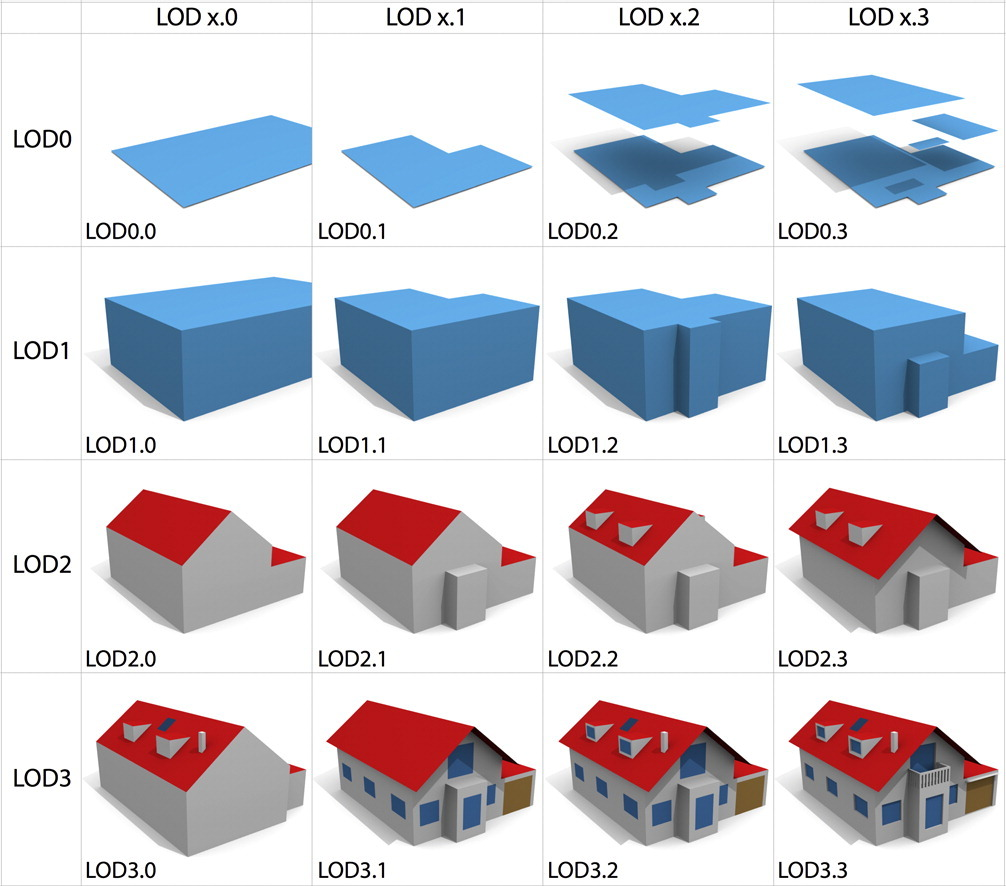 LOD x.0 LOD x.1 LOD x.2 LOD x.3
LOD0
LOD0.0 LOD0.1 LOD0.2 LOD0.3
LOD1
LOD1.0 LOD1.1 LOD1.2 LOD1.3
LOD2
LOD2.0 LOD2.1 LOD2.2 LOD2.3
LOD3
LOD3.0 LOD3.1 LOD3.2 LOD3.3